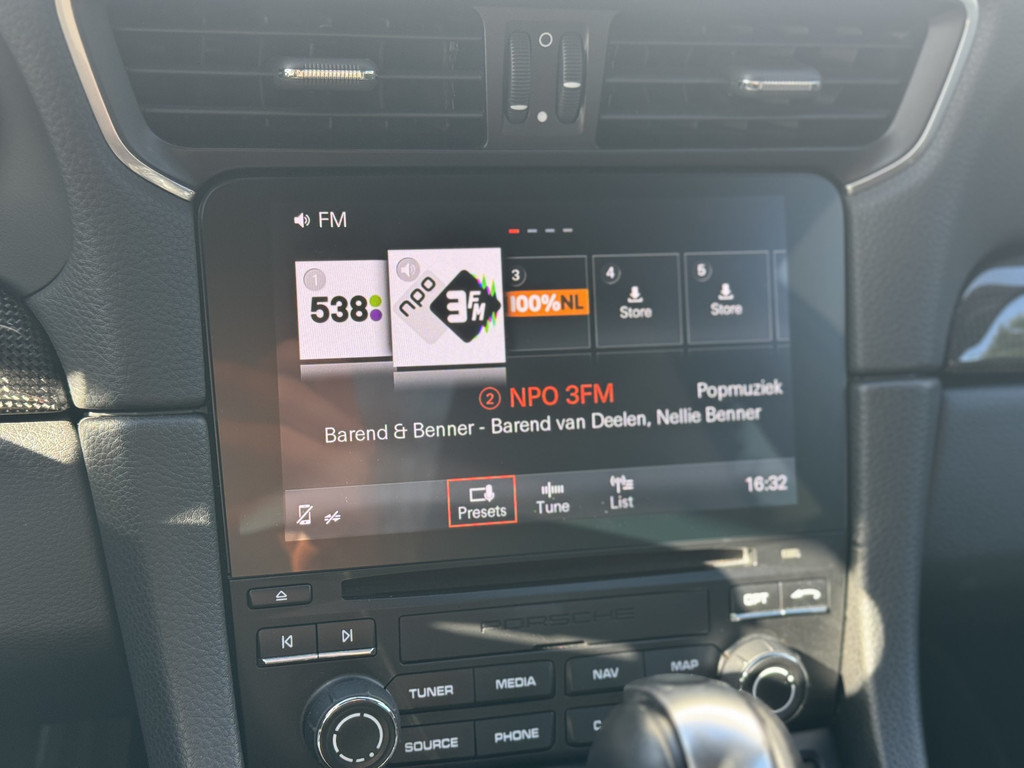 FM
1
538
npo
3FM
3
100%NL
4
Store
5
Store
2 NPO 3FM
Popmuziek
Barend & Benner - Barend van Deelen, Nellie Benner
Presets
Tune
List
16:32
PORSCHE
OPT
TUNER
MEDIA
NAV
MAP
SOURCE
PHONE